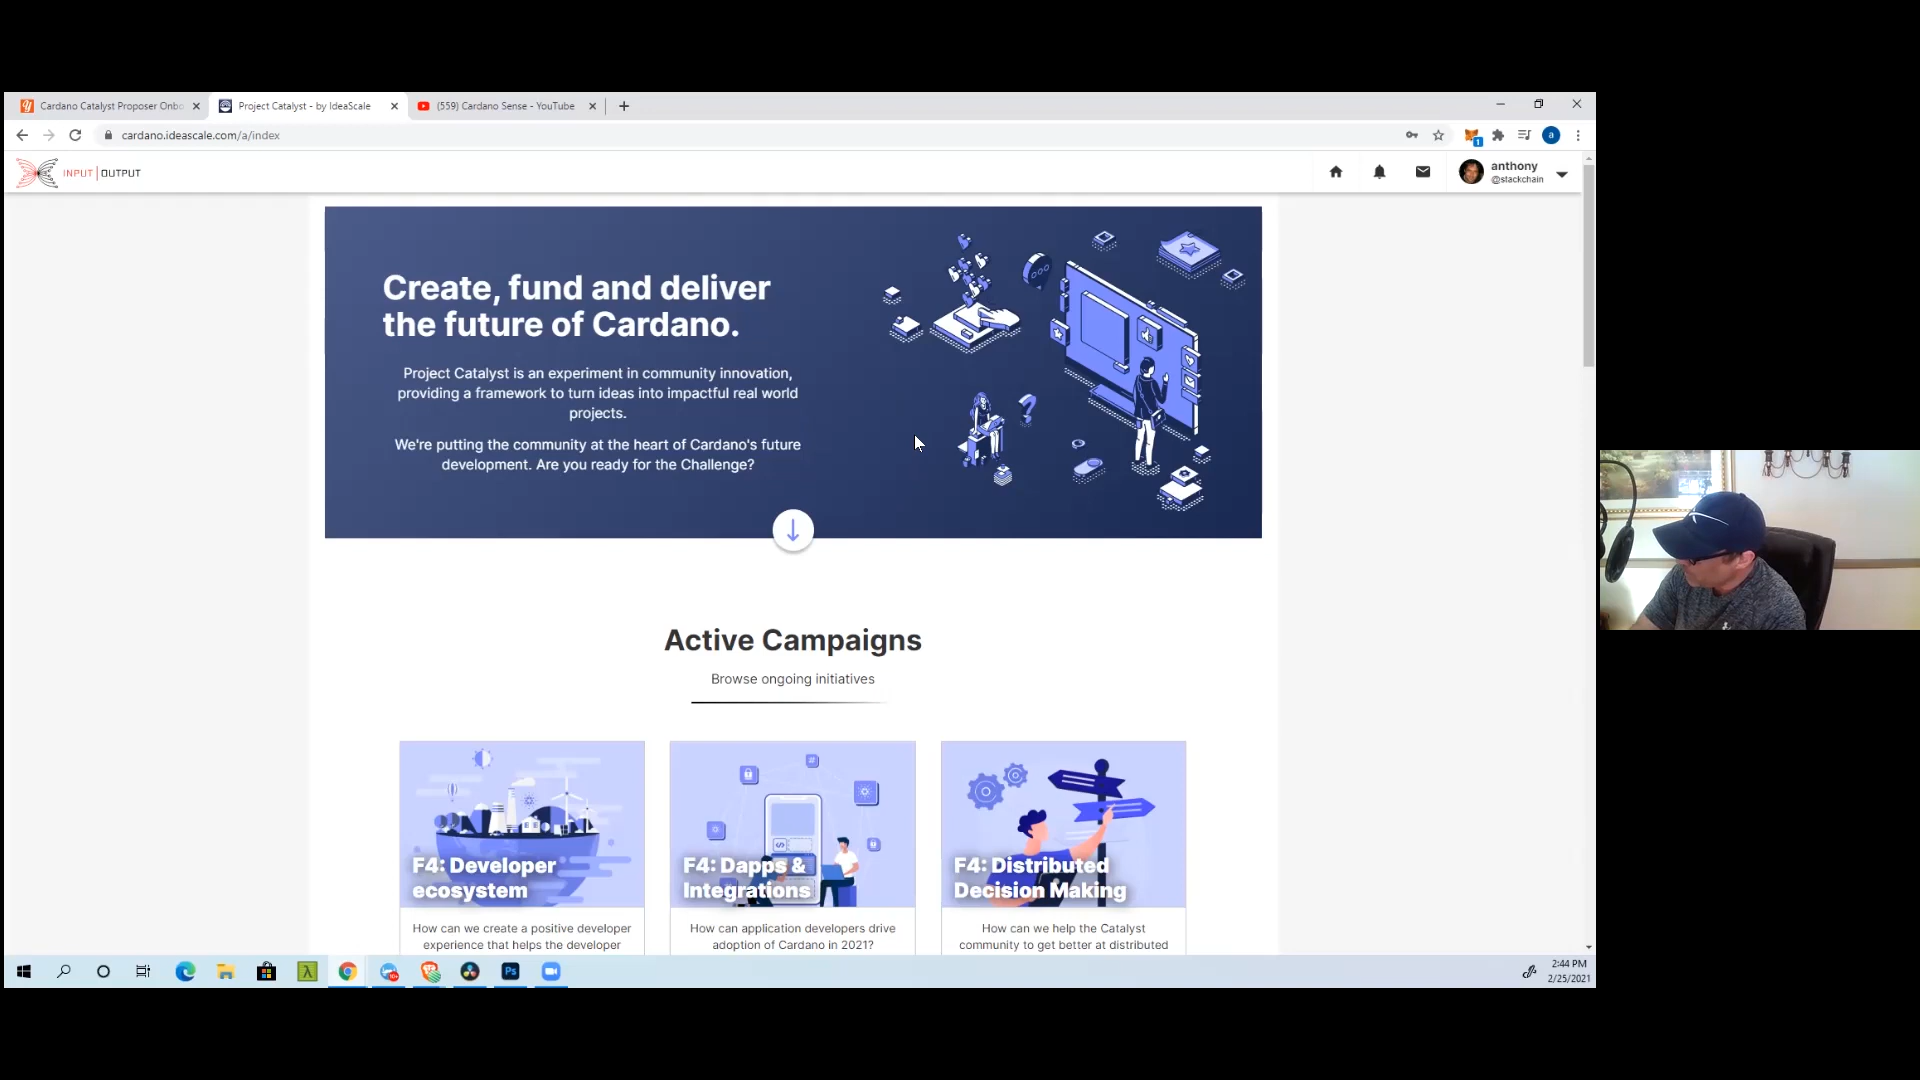 Cardano Catalyst Proposer Onbo
Project Catalyst - by IdeaScale
(559) Cardano Sense - YouTube
cardano.ideascale.com/a/index
1
a
INPUT | OUTPUT
anthony
@stackchain
Create, fund and deliver
the future of Cardano.
Project Catalyst is an experiment in community innovation,
providing a framework to turn ideas into impactful real world
projects.
We're putting the community at the heart of Cardano's future
development. Are you ready for the Challenge?
Active Campaigns
Browse ongoing initiatives
F4: Developer
ecosystem
F4: Dapps &
Integrations
F4: Distributed
Decision Making
How can we create a positive developer
experience that helps the developer
How can application developers drive
adoption of Cardano in 2021?
How can we help the Catalyst
community to get better at distributed
Ps
2:44 PM
2/25/2021